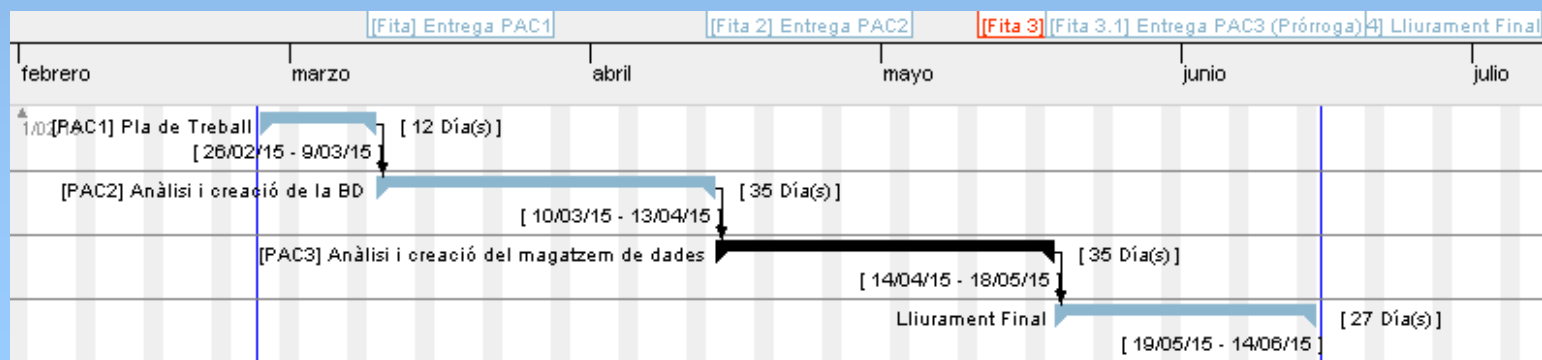 [Fita] Entrega PAC1 [Fita 2] Entrega PAC2 [Fita 3] [Fita 3.1] Entrega PAC3 (Prórroga) 4] Lliurament Final
febrero marzo abril mayo junio julio
[PAC1] Pla de Treball [ 12 Día(s) ]
[ 26/02/15 - 9/03/15 ]
[PAC2] Anàlisi i creació de la BD [ 35 Día(s) ]
[ 10/03/15 - 13/04/15 ]
[PAC3] Anàlisi i creació del magatzem de dades [ 35 Día(s) ]
[ 14/04/15 - 18/05/15 ]
Lliurament Final [ 27 Día(s) ]
[ 19/05/15 - 14/06/15 ]